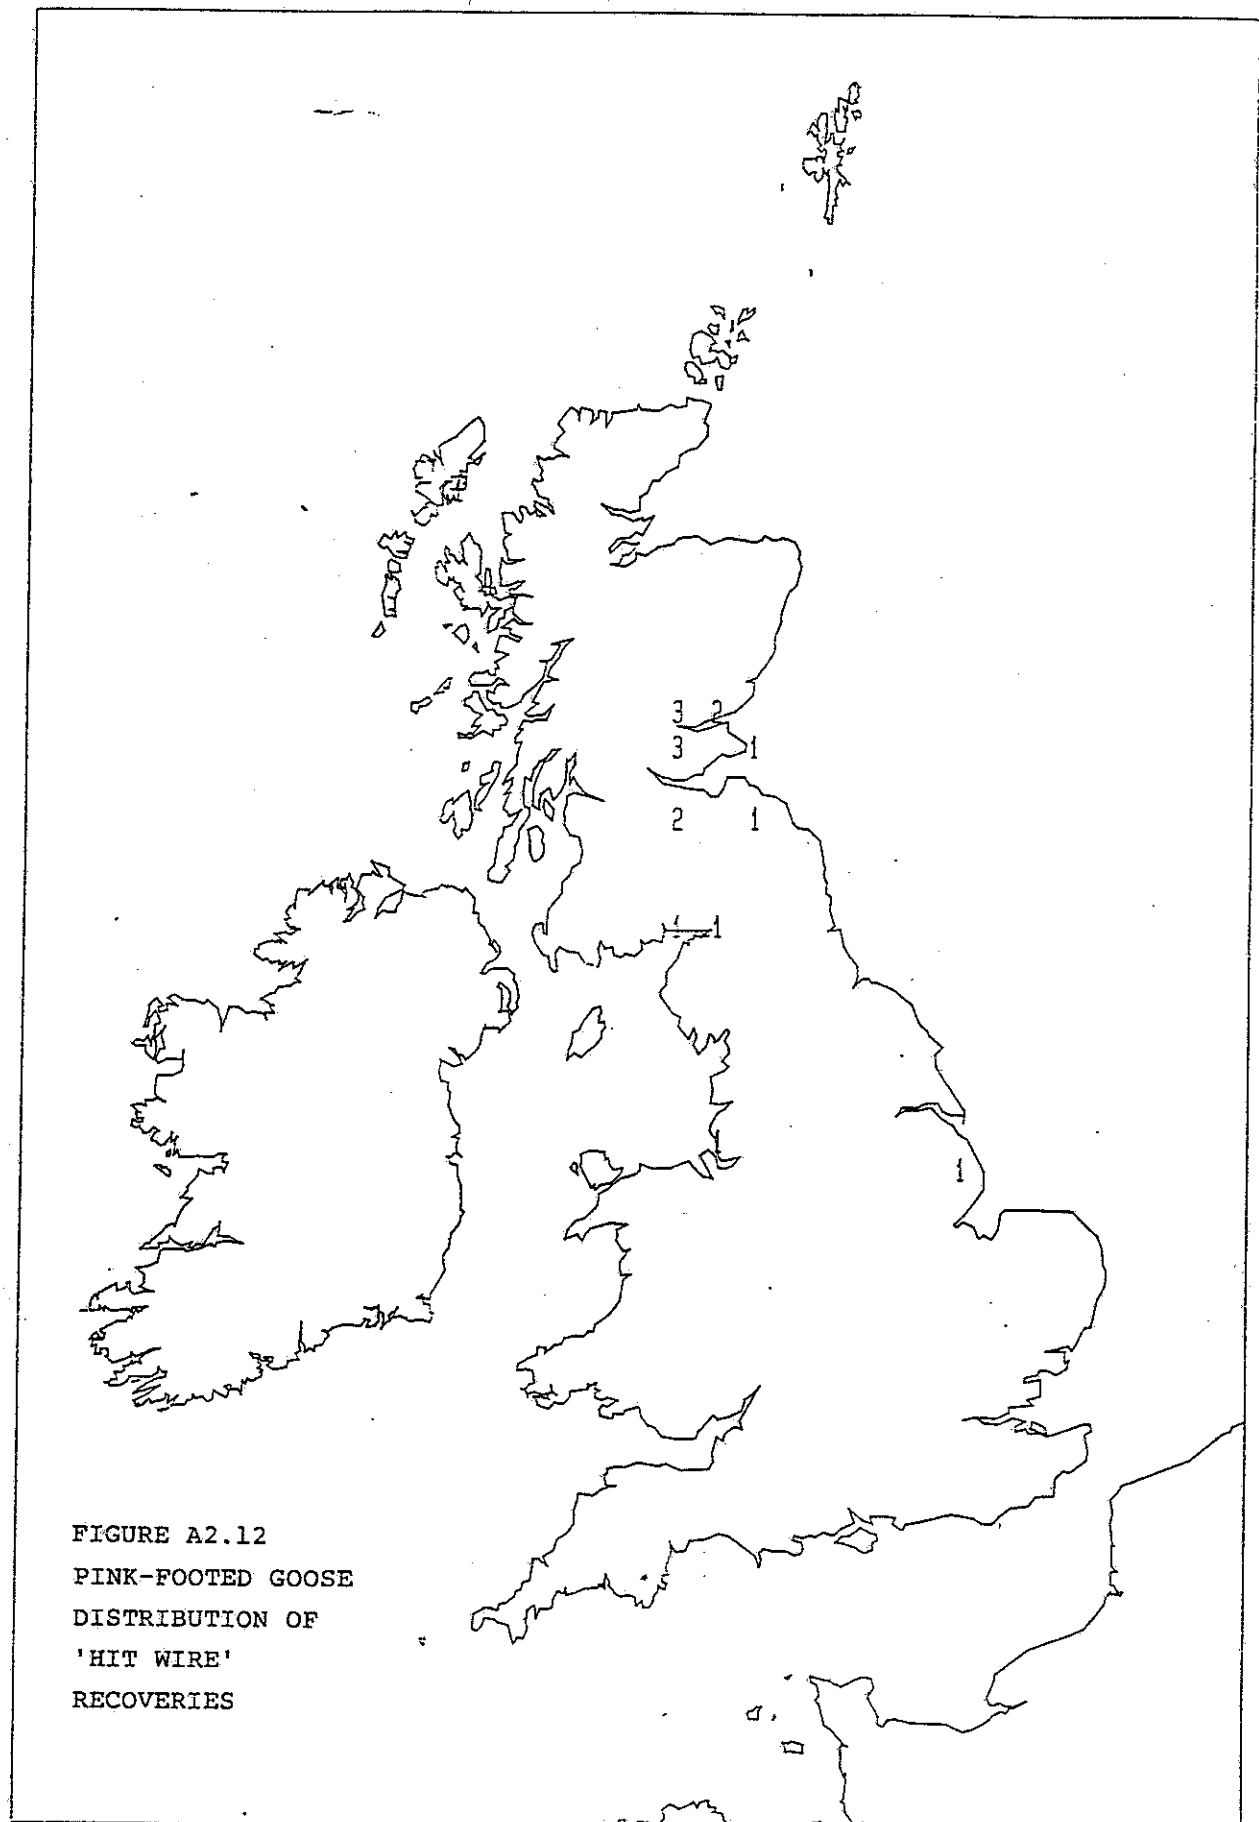 3 2
3 1
2 1
1 1
1
FIGURE A2.12
PINK-FOOTED GOOSE
DISTRIBUTION OF
'HIT WIRE'
RECOVERIES